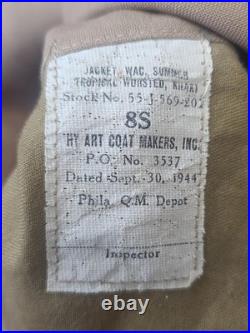 JACKET, WAC, SUMMER
TROPICAL WORSTED, KHAKI
Stock No. 55-J-569-202
8S
HY ART COAT MAKERS, INC.
P.O. No. 3537
Dated Sept. 30, 1944
Phila. Q.M. Depot
Inspector